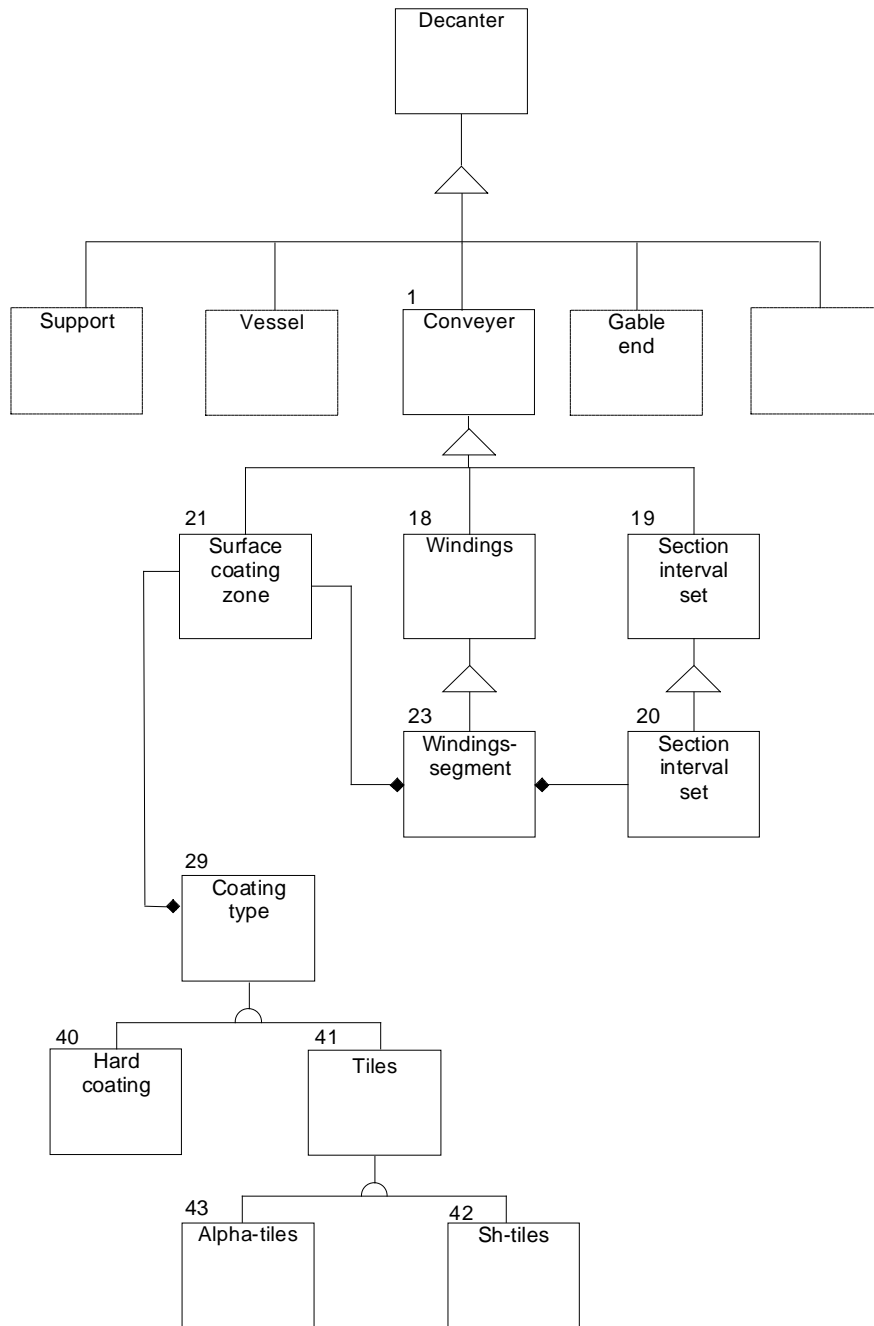 Decanter
Support
Vessel
1
Conveyer
Gable
end
21
Surface
coating
zone
18
Windings
19
Section
interval
set
23
Windings-
segment
20
Section
interval
set
29
Coating
type
40
Hard
coating
41
Tiles
43
Alpha-tiles
42
Sh-tiles